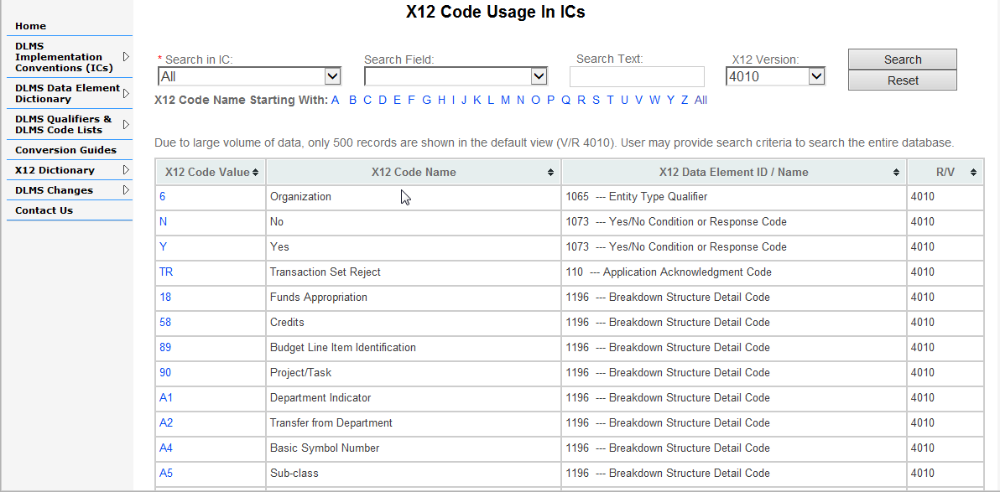 X12 Code Usage In ICs
Home
DLMS
Implementation
Conventions (ICs)
DLMS Data Element
Dictionary
DLMS Qualifiers &
DLMS Code Lists
Conversion Guides
X12 Dictionary
DLMS Changes
Contact Us
* Search in IC: Search Field: Search Text: X12 Version:
All 4010 Search
Reset
X12 Code Name Starting With: A B C D E F G H I J K L M N O P Q R S T U V W Y Z All
Due to large volume of data, only 500 records are shown in the default view (V/R 4010). User may provide search criteria to search the entire database.
X12 Code Value X12 Code Name X12 Data Element ID / Name R/V
6 Organization 1065 --- Entity Type Qualifier 4010
N No 1073 --- Yes/No Condition or Response Code 4010
Y Yes 1073 --- Yes/No Condition or Response Code 4010
TR Transaction Set Reject 110 --- Application Acknowledgment Code 4010
18 Funds Appropriation 1196 --- Breakdown Structure Detail Code 4010
58 Credits 1196 --- Breakdown Structure Detail Code 4010
89 Budget Line Item Identification 1196 --- Breakdown Structure Detail Code 4010
90 Project/Task 1196 --- Breakdown Structure Detail Code 4010
A1 Department Indicator 1196 --- Breakdown Structure Detail Code 4010
A2 Transfer from Department 1196 --- Breakdown Structure Detail Code 4010
A4 Basic Symbol Number 1196 --- Breakdown Structure Detail Code 4010
A5 Sub-class 1196 --- Breakdown Structure Detail Code 4010